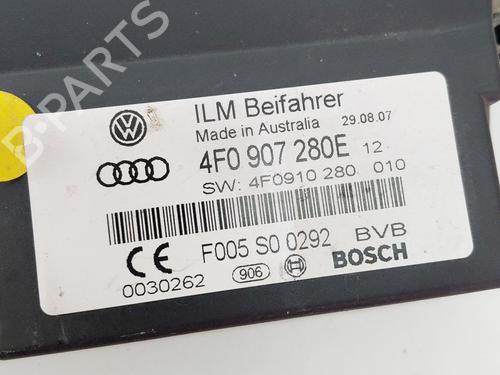 ILM Beifahrer
Made in Australia 29.08.07
4F0 907 280E 12
SW: 4F0910 280 010
F005 S0 0292 BVB
0030262 906 BOSCH
B-PARTS